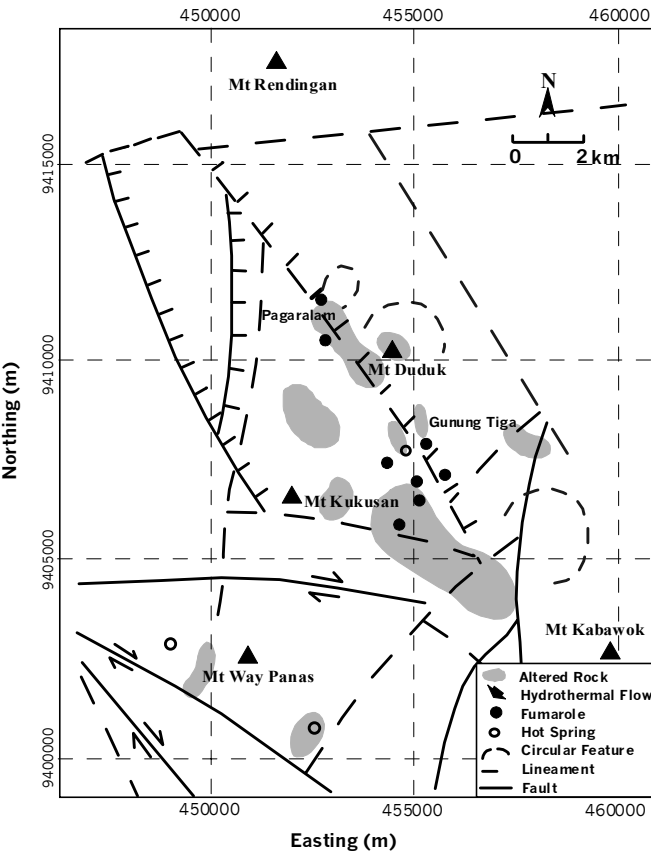 450000 455000 460000
Mt Rendingan
N
0 2 km
9415000
Pagaralam
9410000
Mt Duduk
Gunung Tiga
Mt Kukusan
9405000
Mt Kabawok
Mt Way Panas
Altered Rock
Hydrothermal Flow
Fumarole
Hot Spring
Circular Feature
Lineament
Fault
9400000
Northing (m)
450000 455000 460000
Easting (m)